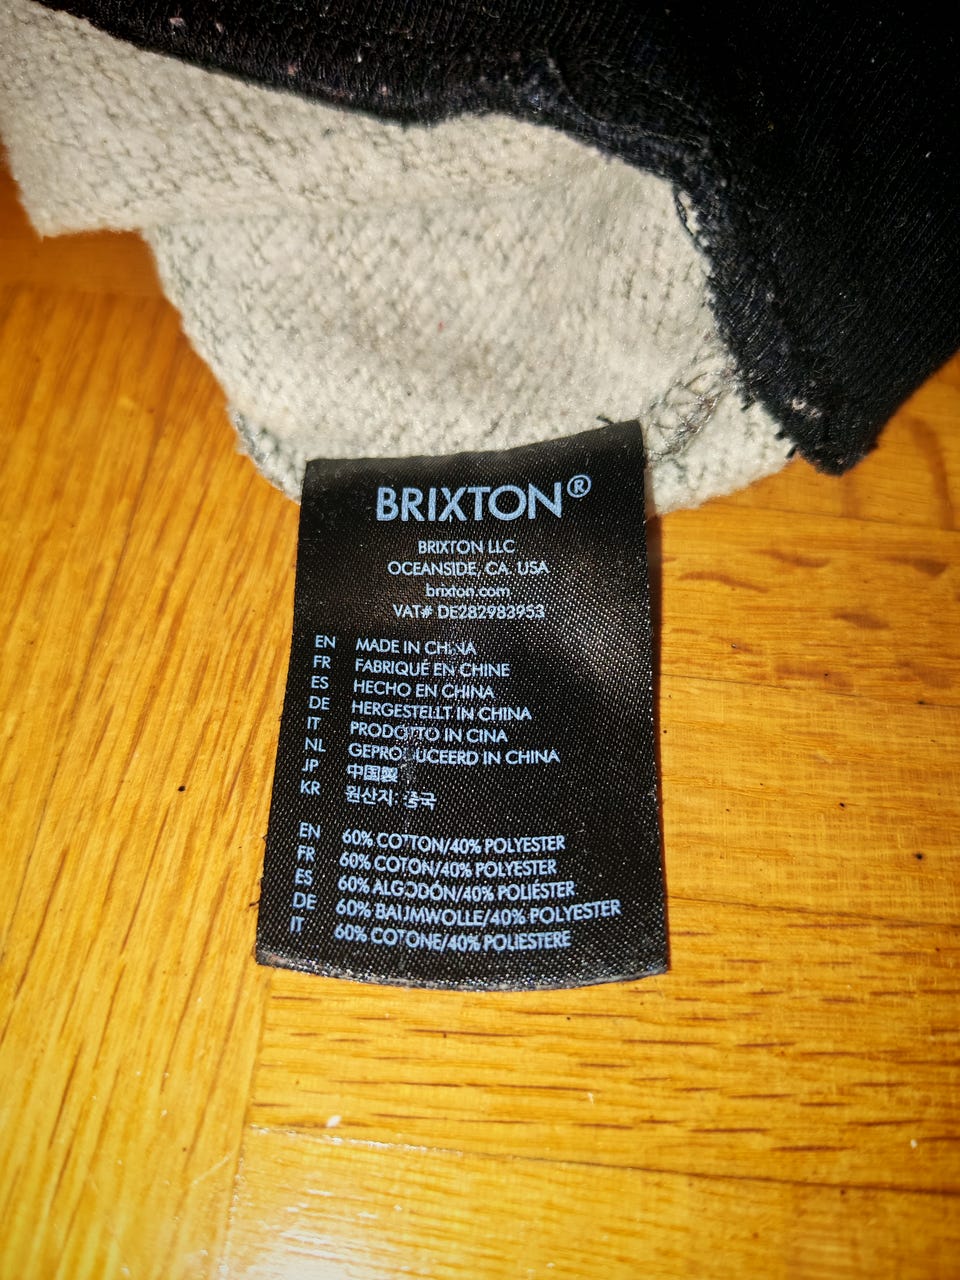 BRIXTON®
BRIXTON LLC
OCEANSIDE, CA. USA
brixton.com
VAT# DE282983953
EN MADE IN CHINA
FR FABRIQUÉ EN CHINE
ES HECHO EN CHINA
DE HERGESTELLT IN CHINA
IT PRODOTTO IN CINA
NL GEPRODUCEERD IN CHINA
JP 中国製
KR 원산지: 중국
EN 60% COTTON/40% POLYESTER
FR 60% COTON/40% POLYESTER
ES 60% ALGODÓN/40% POLIÉSTER
DE 60% BAUMWOLLE/40% POLYESTER
IT 60% COTONE/40% POLIESTERE